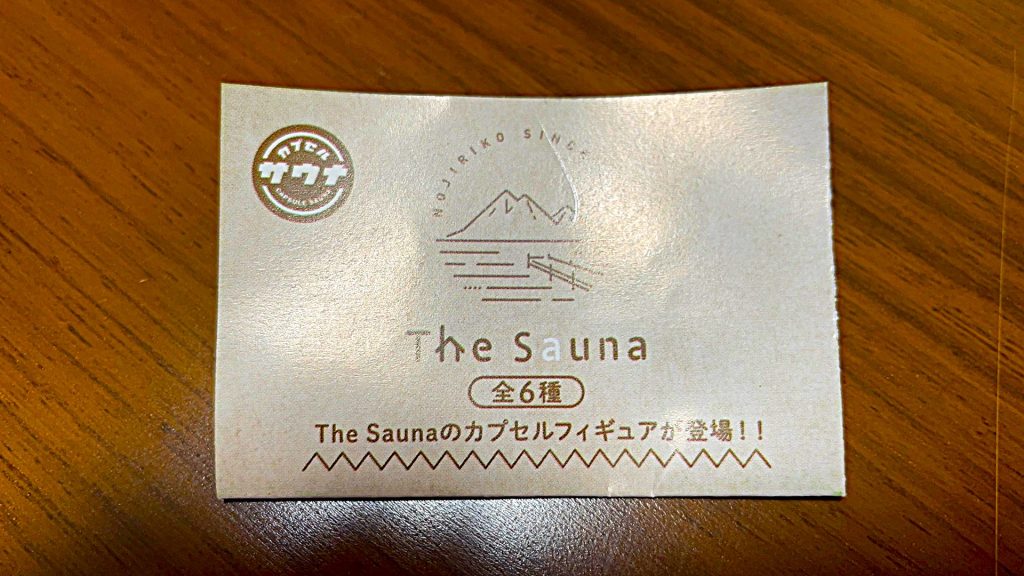 カプセル
サウナ
CAPSULE SAUNA
NOJIRIKO SINCE
The Sauna
全6種
The Saunaのカプセルフィギュアが登場!!